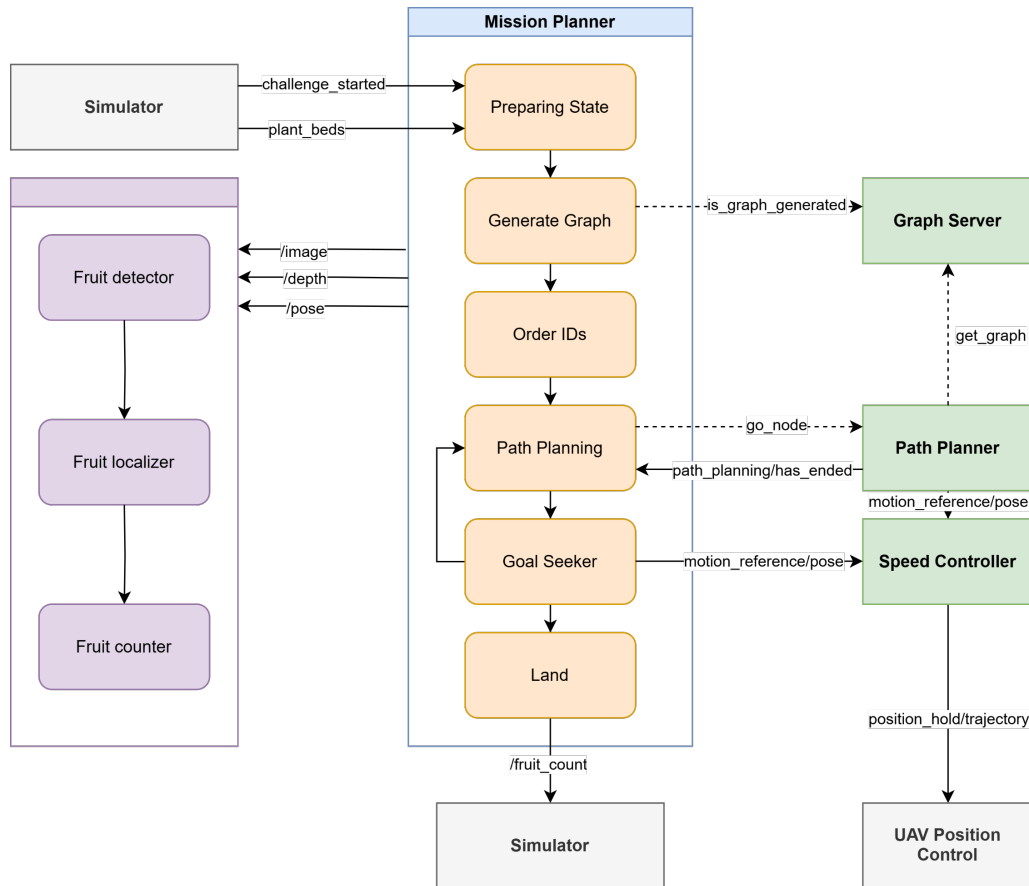 Mission Planner
Simulator
challenge_started
plant_beds
Preparing State
Generate Graph
is_graph_generated
Graph Server
/image
/depth
/pose
Fruit detector
Order IDs
get_graph
Fruit localizer
Path Planning
go_node
path_planning/has_ended
Path Planner
motion_reference/pose
Goal Seeker
motion_reference/pose
Speed Controller
Fruit counter
Land
position_hold/trajectory
/fruit_count
Simulator
UAV Position
Control